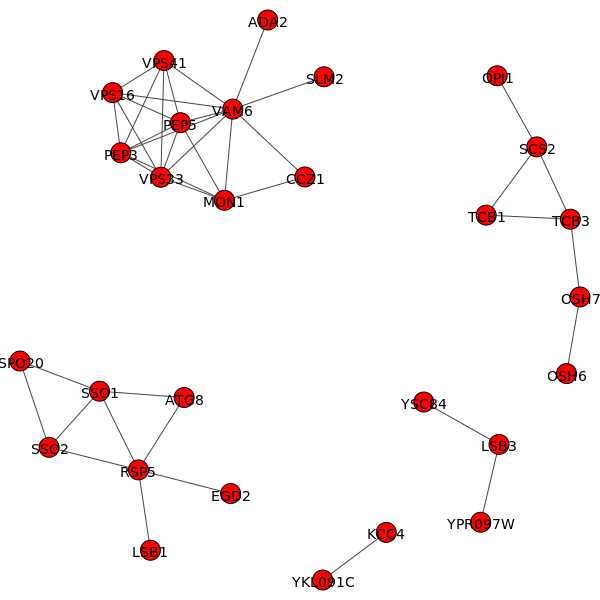 ADA2
VPS41
SLM2
OPI1
VPS16
VAM6
PEP5
SCS2
PEP3
VPS33
CCZ1
MON1
TCB1
TCB3
OSH7
SPO20
OSH6
SSO1
ATG8
YSC84
SSO2
LSB3
RSP5
EGD2
YPR097W
KCC4
LSB1
YKL091C